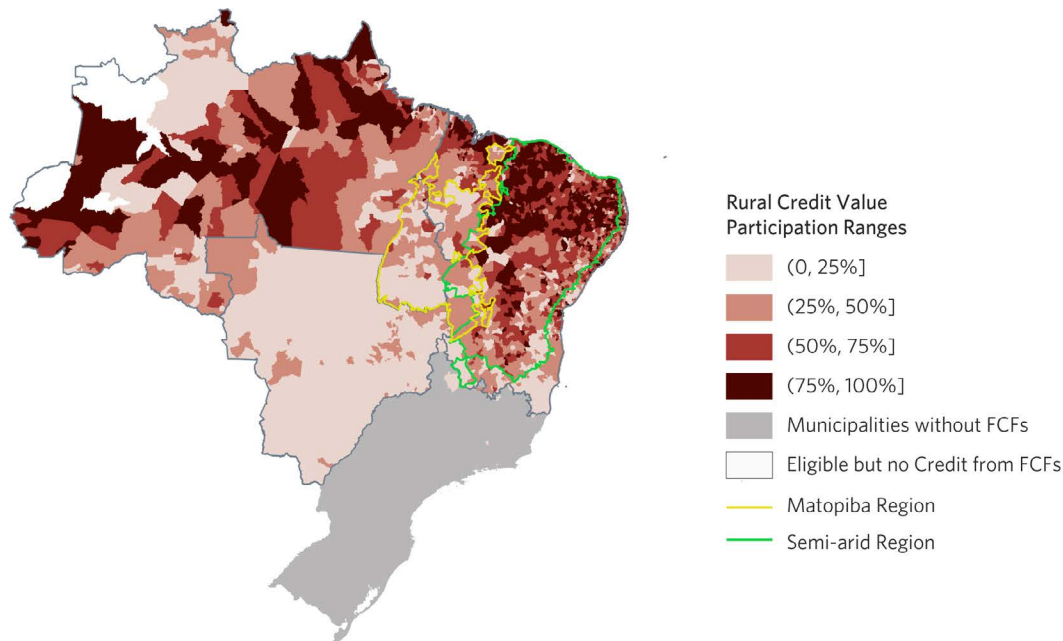 Rural Credit Value
Participation Ranges
(0, 25%]
(25%, 50%]
(50%, 75%]
(75%, 100%]
Municipalities without FCFs
Eligible but no Credit from FCFs
Matopiba Region
Semi-arid Region